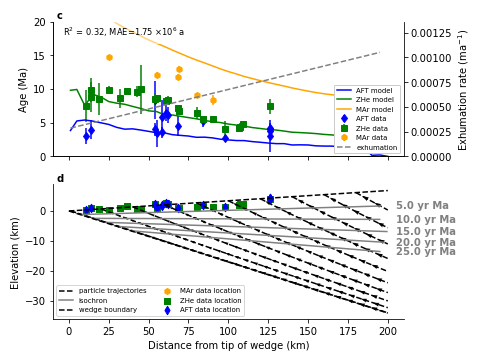 c
R² = 0.32, MAE=1.75 ×10⁶ a
20
15
10
5
0
Age (Ma)
0.00125
0.00100
0.00075
0.00050
0.00025
0.00000
Exhumation rate (ma⁻¹)
AFT model
ZHe model
MAr model
AFT data
ZHe data
MAr data
exhumation
d
0
−10
−20
−30
Elevation (km)
5.0 yr Ma
10.0 yr Ma
15.0 yr Ma
20.0 yr Ma
25.0 yr Ma
particle trajectories
isochron
wedge boundary
MAr data location
ZHe data location
AFT data location
0 25 50 75 100 125 150 175 200
Distance from tip of wedge (km)